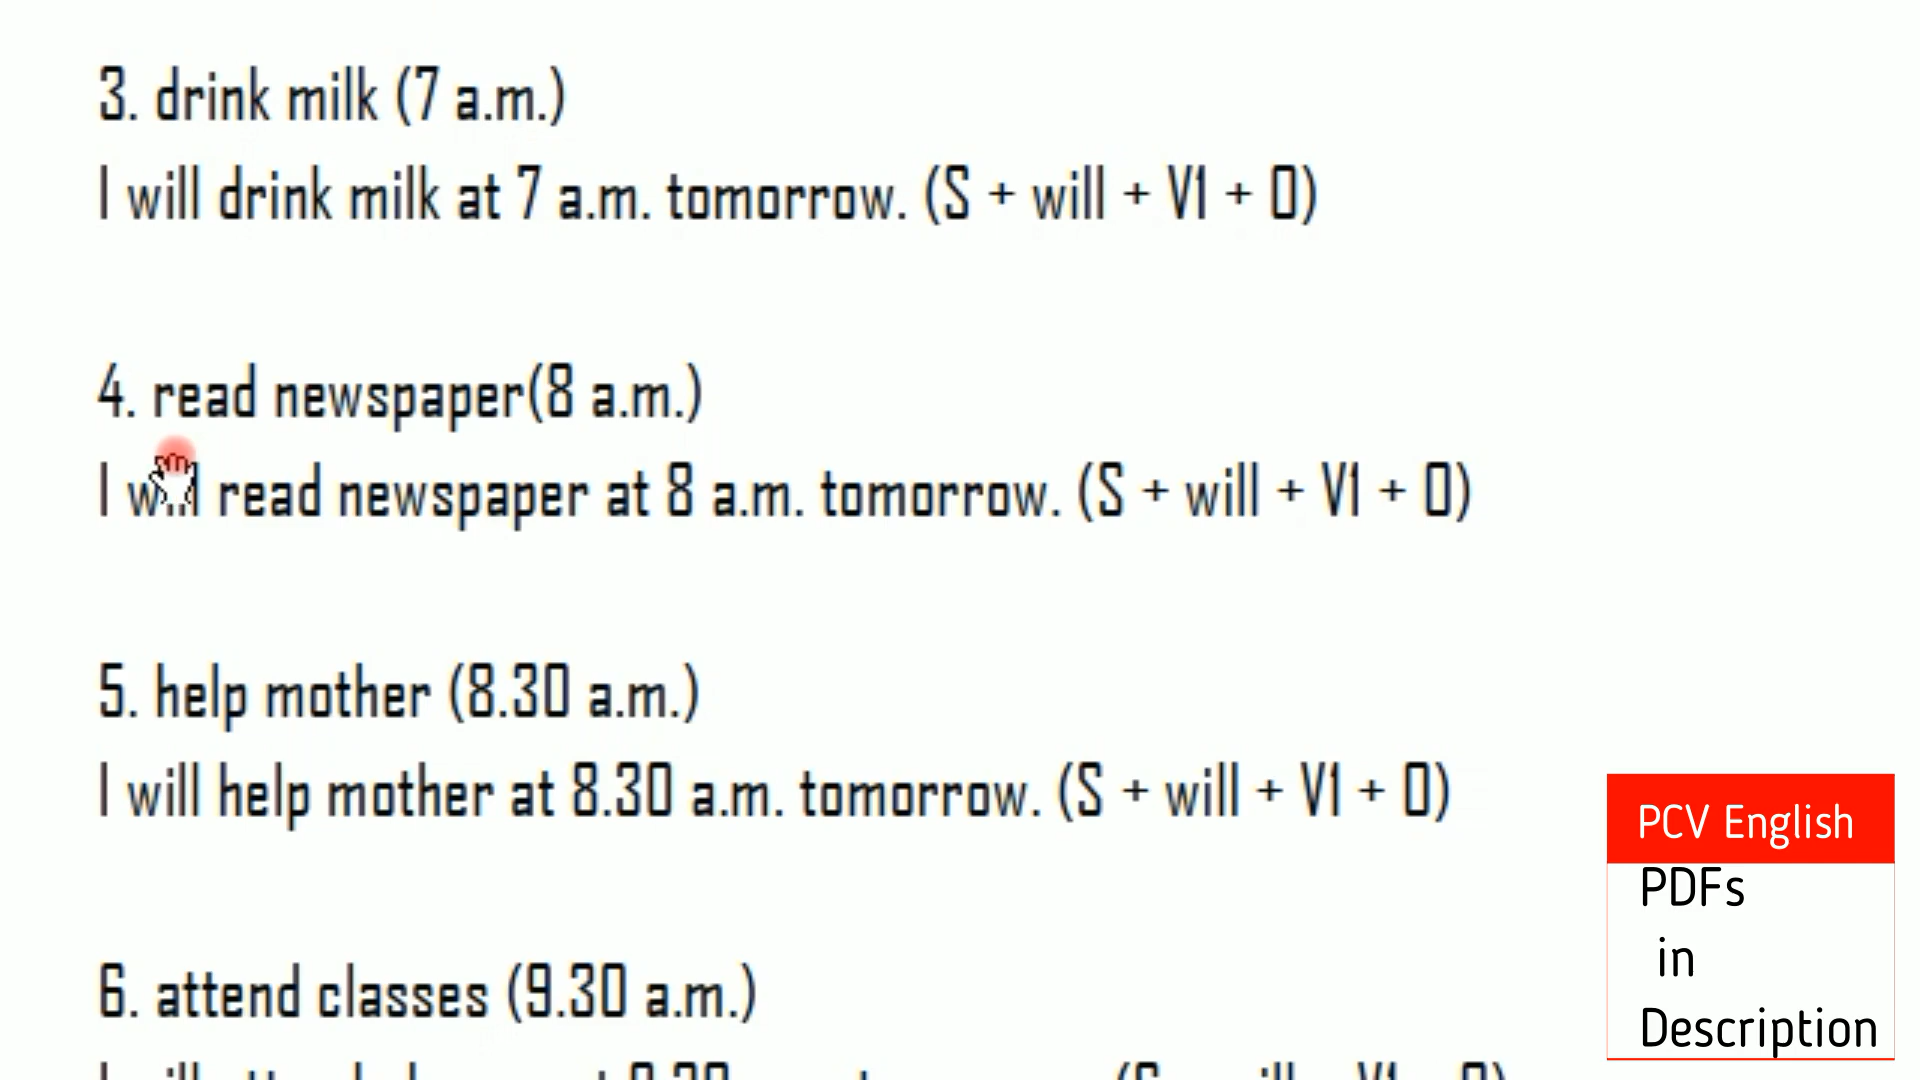 3. drink milk (7 a.m.)
I will drink milk at 7 a.m. tomorrow. (S + will + V1 + O)
4. read newspaper(8 a.m.)
I will read newspaper at 8 a.m. tomorrow. (S + will + V1 + O)
5. help mother (8.30 a.m.)
I will help mother at 8.30 a.m. tomorrow. (S + will + V1 + O)
6. attend classes (9.30 a.m.)
PCV English
PDFs
in
Description